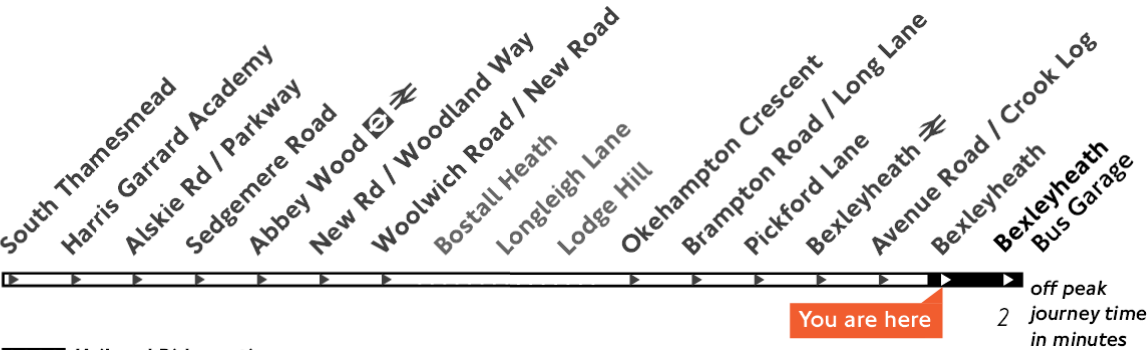 South Thamesmead
Harris Garrard Academy
Alskie Rd / Parkway
Sedgemere Road
Abbey Wood
New Rd / Woodland Way
Woolwich Road / New Road
Bostall Heath
Longleigh Lane
Lodge Hill
Okehampton Crescent
Brampton Road / Long Lane
Pickford Lane
Bexleyheath
Avenue Road / Crook Log
Bexleyheath
Bexleyheath
Bus Garage
You are here
2
off peak
journey time
in minutes